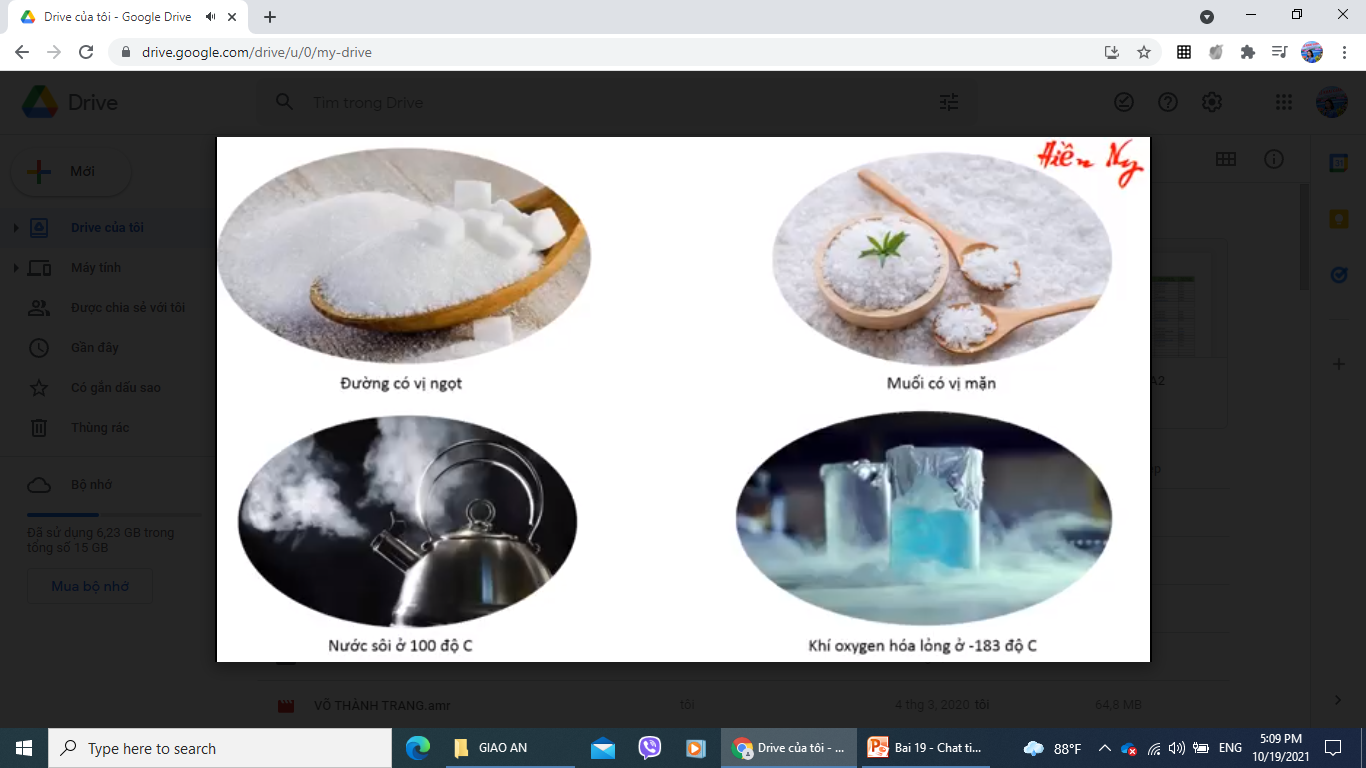 Drive của tôi - Google Drive
drive.google.com/drive/u/0/my-drive
Drive
Tìm trong Drive
Mới
Drive của tôi
Máy tính
Được chia sẻ với tôi
Gần đây
Có gắn dấu sao
Thùng rác
Bộ nhớ
Đã sử dụng 6,23 GB trong
tổng số 15 GB
Mua bộ nhớ
Hiền Ny
Đường có vị ngọt
Muối có vị mặn
Nước sôi ở 100 độ C
Khí oxygen hóa lỏng ở -183 độ C
A2
VÕ THÀNH TRANG.amr
tôi
4 thg 3, 2020 tôi
64,8 MB
Type here to search
GIAO AN
Drive của tôi - ...
Bai 19 - Chat ti...
88°F
ENG
5:09 PM
10/19/2021